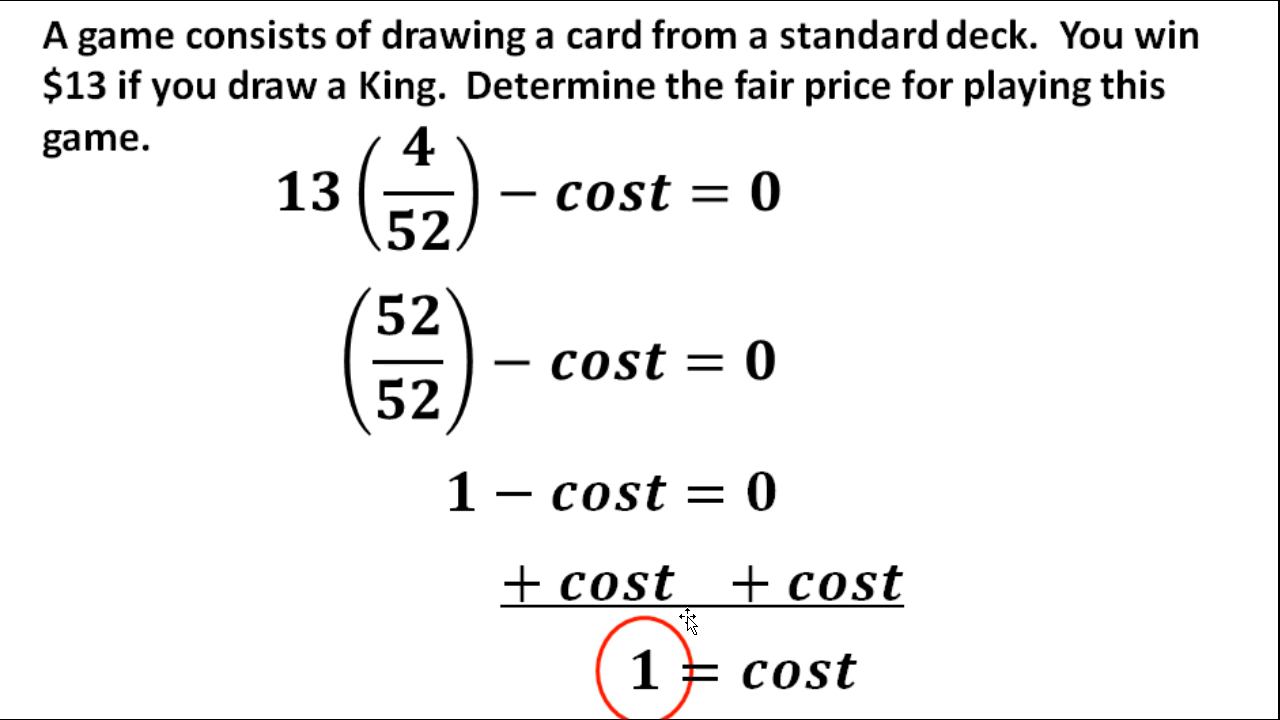 A game consists of drawing a card from a standard deck.  You win
$13 if you draw a King.  Determine the fair price for playing this
game.
13 (4/52) − cost = 0
(52/52) − cost = 0
1 − cost = 0
+ cost   + cost
1 = cost